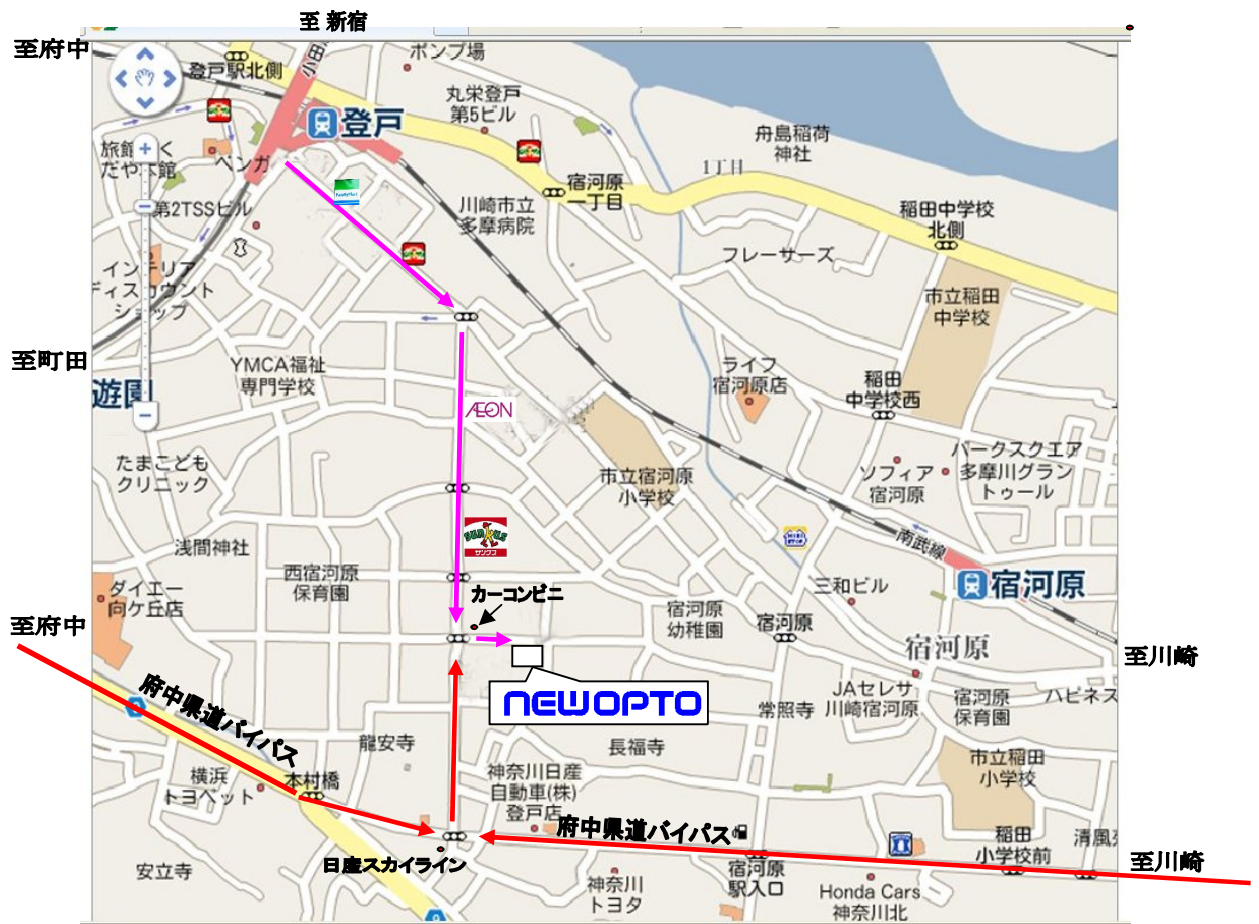 至 新宿
至府中
登戸駅北側
小田
ポンプ場
登戸
丸栄登戸
第5ビル
舟島稲荷
神社
1丁目
ベンガ
第2TSSビル
FamilyMart
川崎市立
多摩病院
宿河原
一丁目
稲田中学校
北側
フレーサーズ
インテリア
ディスカウント
ショップ
市立稲田
中学校
至町田
遊園
YMCA福祉
専門学校
ライフ
宿河原店
稲田
中学校西
ÆON
たまこども
クリニック
市立宿河原
小学校
ソフィア
宿河原
パークスクエア
多摩川グラン
トゥール
sunkus
サンクス
浅間神社
南武線
西宿河原
保育園
ダイエー
向ケ丘店
カーコンビニ
三和ビル
宿河原
至府中
宿河原
幼稚園
宿河原
宿河原
至川崎
NEWOPTO
JAセレサ
川崎宿河原
宿河原
保育園
ハピネス
常照寺
府中県道バイパス
龍安寺
長福寺
市立稲田
小学校
横浜
トヨペット
本村橋
神奈川日産
自動車(株)
登戸店
府中県道バイパス
稲田
小学校前
清風
日産スカイライン
安立寺
宿河原
駅入口
至川崎
神奈川
トヨタ
Honda Cars
神奈川北